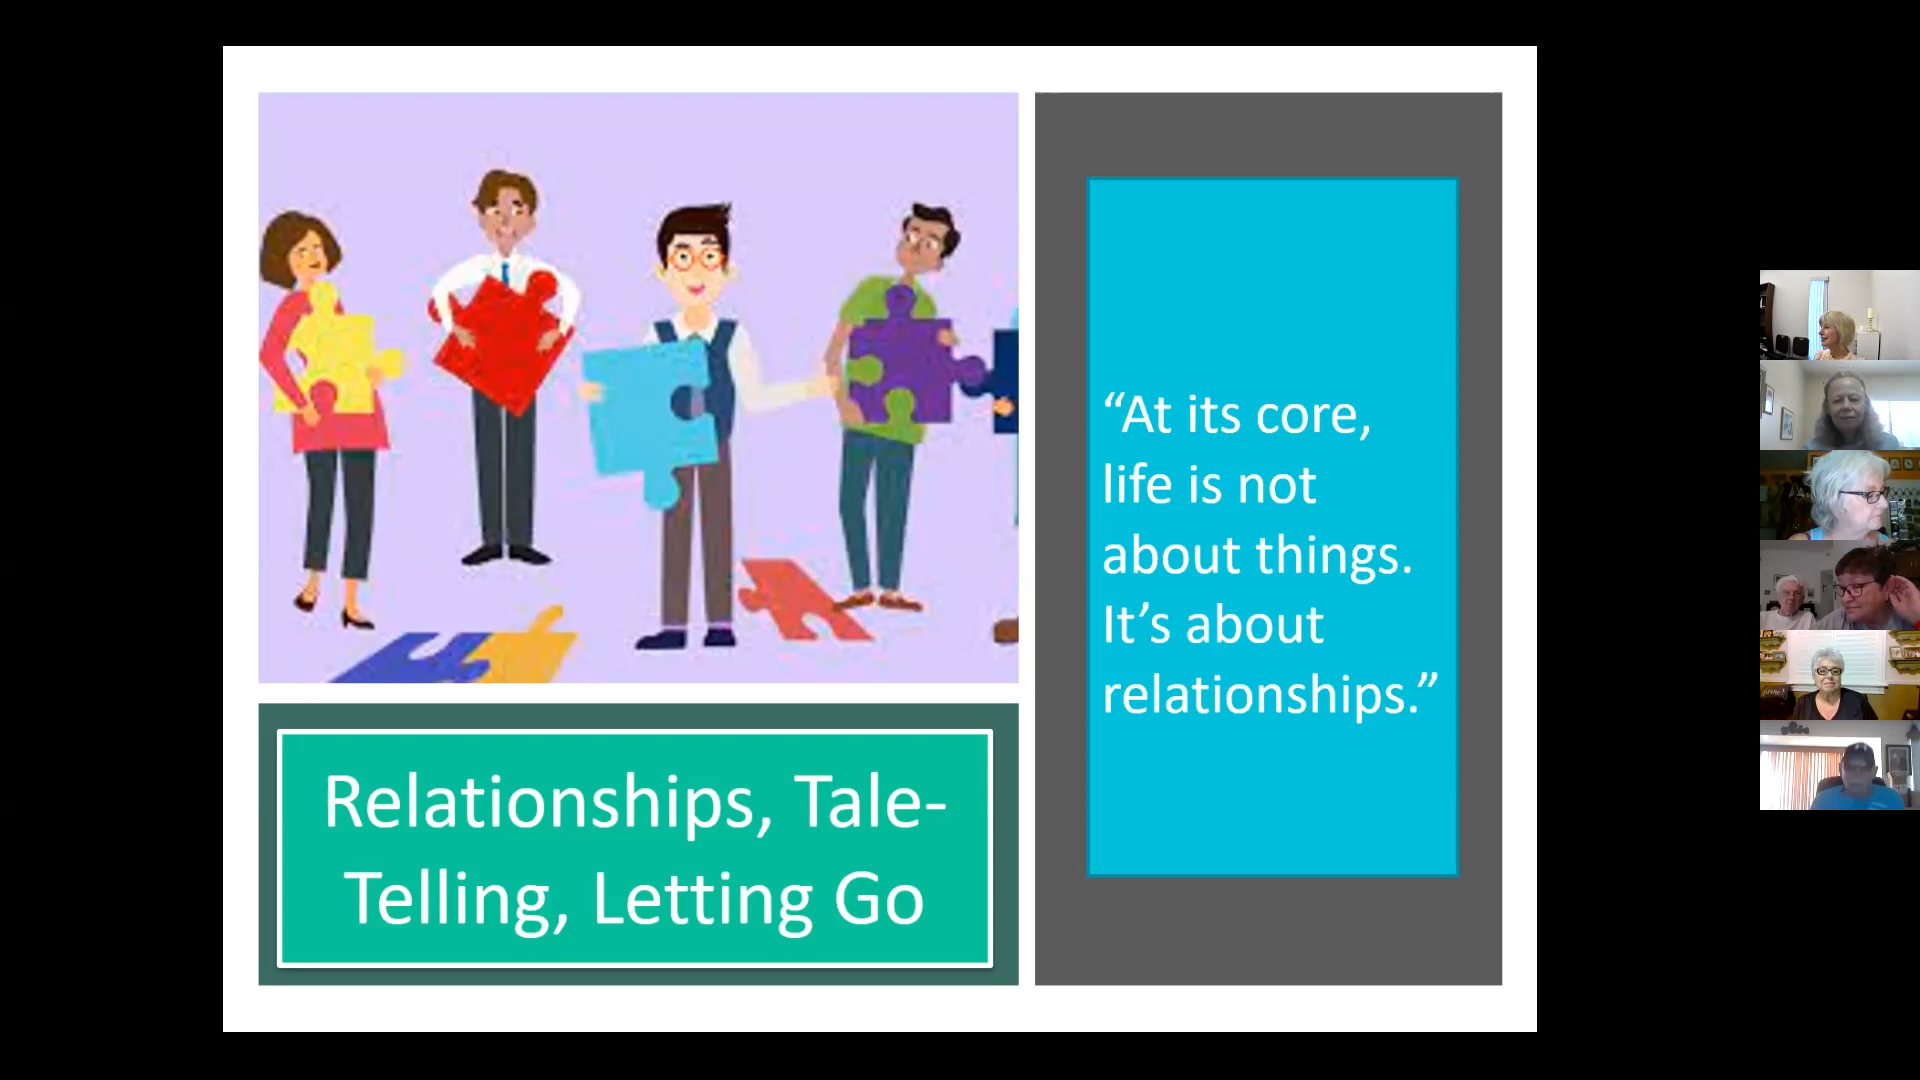 Relationships, Tale-
Telling, Letting Go
“At its core,
life is not
about things.
It’s about
relationships.”